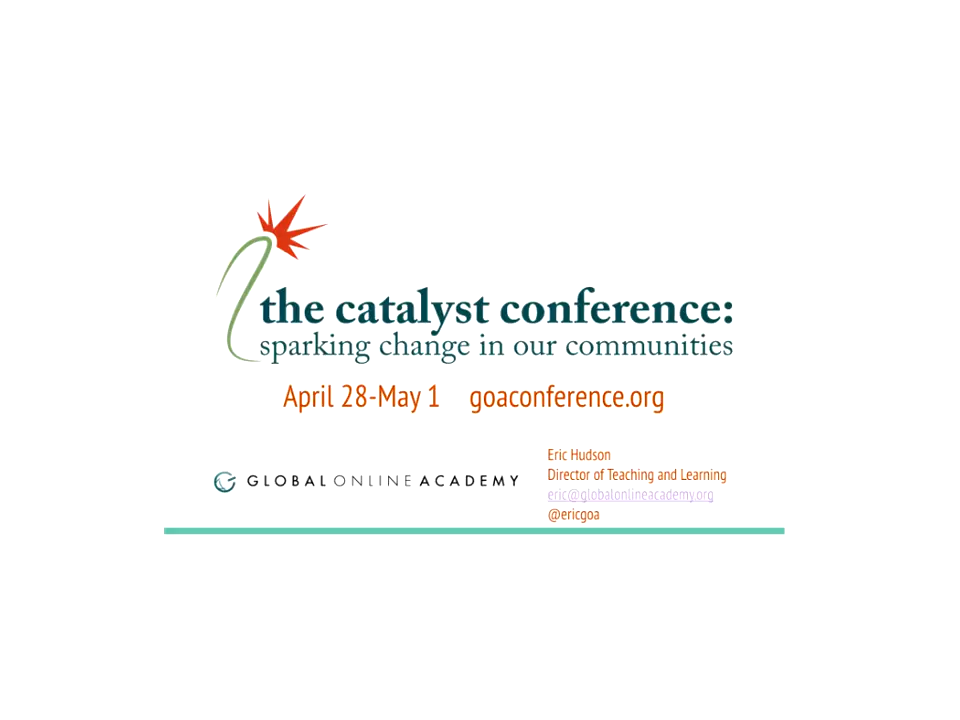 the catalyst conference:
sparking change in our communities
April 28-May 1 goaconference.org
GLOBAL ONLINE ACADEMY
Eric Hudson
Director of Teaching and Learning
eric@globalonlineacademy.org
@ericgoa